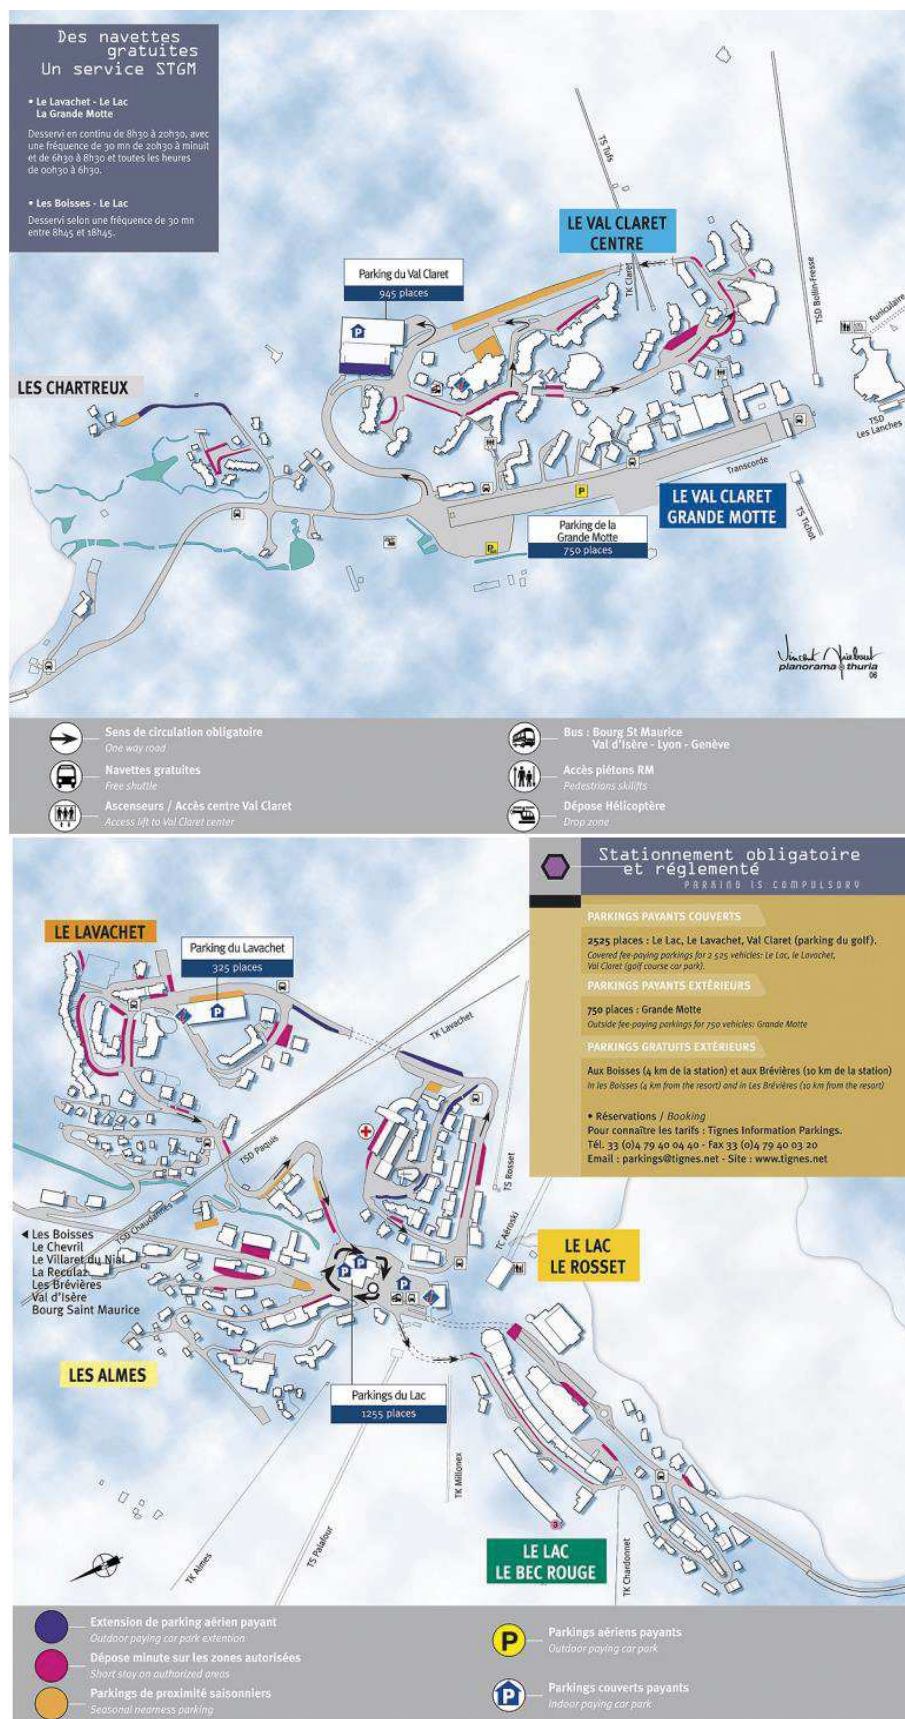 Des navettes
gratuites
Un service STGM
• Le Lavachet - Le Lac
La Grande Motte
Desservi en continu de 8h30 à 20h30, avec
une fréquence de 30 mn de 20h30 à minuit
et de 6h30 à 8h30 et toutes les heures
de 00h30 à 6h30.
• Les Boisses - Le Lac
Desservi selon une fréquence de 30 mn
entre 8h45 et 18h45.
TS Tufs
LE VAL CLARET
CENTRE
TK Claret
TSD Bollin-Fresse
Funiculaire
Parking du Val Claret
945 places
LES CHARTREUX
TSD
Les Lanches
Transcorde
LE VAL CLARET
GRANDE MOTTE
TS Tichot
P
Parking de la
Grande Motte
750 places
planorama thuria
06
Sens de circulation obligatoire
One way road
Navettes gratuites
Free shuttle
Ascenseurs / Accès centre Val Claret
Access lift to Val Claret center
Bus : Bourg St Maurice
Val d'Isère - Lyon - Genève
Accès piétons RM
Pedestrians skilifts
Dépose Hélicoptère
Drop zone
Stationnement obligatoire
et réglementé
PARKING IS COMPULSORY
PARKINGS PAYANTS COUVERTS
2525 places : Le Lac, Le Lavachet, Val Claret (parking du golf).
Covered fee-paying parkings for 2 525 vehicles: Le Lac, le Lavachet,
Val Claret (golf course car park).
PARKINGS PAYANTS EXTÉRIEURS
750 places : Grande Motte
Outside fee-paying parkings for 750 vehicles: Grande Motte
PARKINGS GRATUITS EXTÉRIEURS
Aux Boisses (4 km de la station) et aux Brévières (10 km de la station)
In les Boisses (4 km from the resort) and in Les Brévières (10 km from the resort)
• Réservations / Booking
Pour connaître les tarifs : Tignes Information Parkings.
Tél. 33 (0)4 79 40 04 40 - Fax 33 (0)4 79 40 03 20
Email : parkings@tignes.net - Site : www.tignes.net
LE LAVACHET
Parking du Lavachet
325 places
TK Lavachet
TSD Paquis
TS Rosset
TC Aéroski
TSD Chaudannes
Les Boisses
Le Chevril
Le Villaret du Nial
La Reculaz
Les Brévières
Val d'Isère
Bourg Saint Maurice
LE LAC
LE ROSSET
LES ALMES
Parkings du Lac
1255 places
TK Almes
TS Palafour
TK Millonex
TK Chardonnet
3
LE LAC
LE BEC ROUGE
Extension de parking aérien payant
Outdoor paying car park extention
Dépose minute sur les zones autorisées
Short stay on authorized areas
Parkings de proximité saisonniers
Seasonal nearness parking
P
Parkings aériens payants
Outdoor paying car park
P
Parkings couverts payants
Indoor paying car park